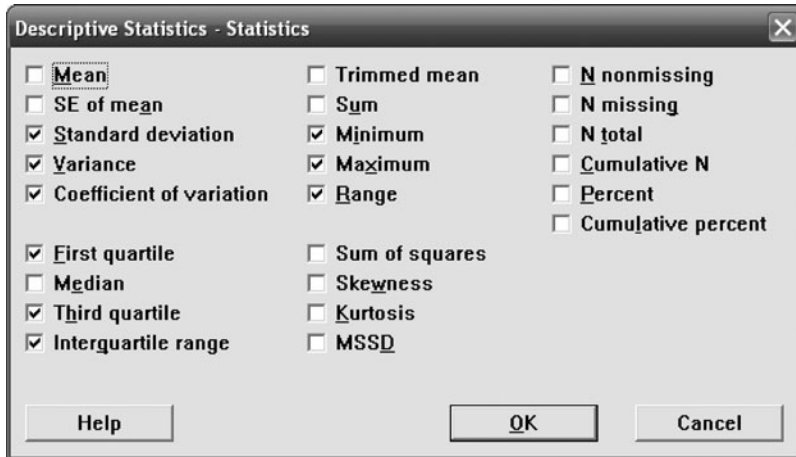 Descriptive Statistics - Statistics
Mean
SE of mean
Standard deviation
Variance
Coefficient of variation
First quartile
Median
Third quartile
Interquartile range
Trimmed mean
Sum
Minimum
Maximum
Range
Sum of squares
Skewness
Kurtosis
MSSD
N nonmissing
N missing
N total
Cumulative N
Percent
Cumulative percent
Help
OK
Cancel